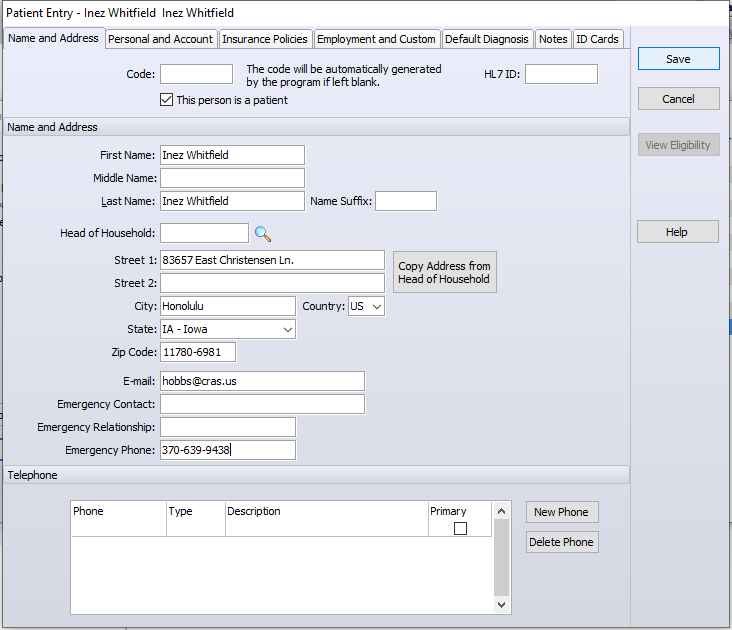 Patient Entry - Inez Whitfield  Inez Whitfield
Name and Address Personal and Account Insurance Policies Employment and Custom Default Diagnosis Notes ID Cards
Save
Code: The code will be automatically generated HL7 ID:
by the program if left blank.
This person is a patient
Cancel
Name and Address
View Eligibility
First Name: Inez Whitfield
Middle Name:
Last Name: Inez Whitfield Name Suffix:
Head of Household:
Help
Street 1: 83657 East Christensen Ln.
Copy Address from
Head of Household
Street 2:
City: Honolulu Country: US
State: IA - Iowa
Zip Code: 11780-6981
E-mail: hobbs@cras.us
Emergency Contact:
Emergency Relationship:
Emergency Phone: 370-639-9438
Telephone
Phone Type Description Primary
New Phone
Delete Phone